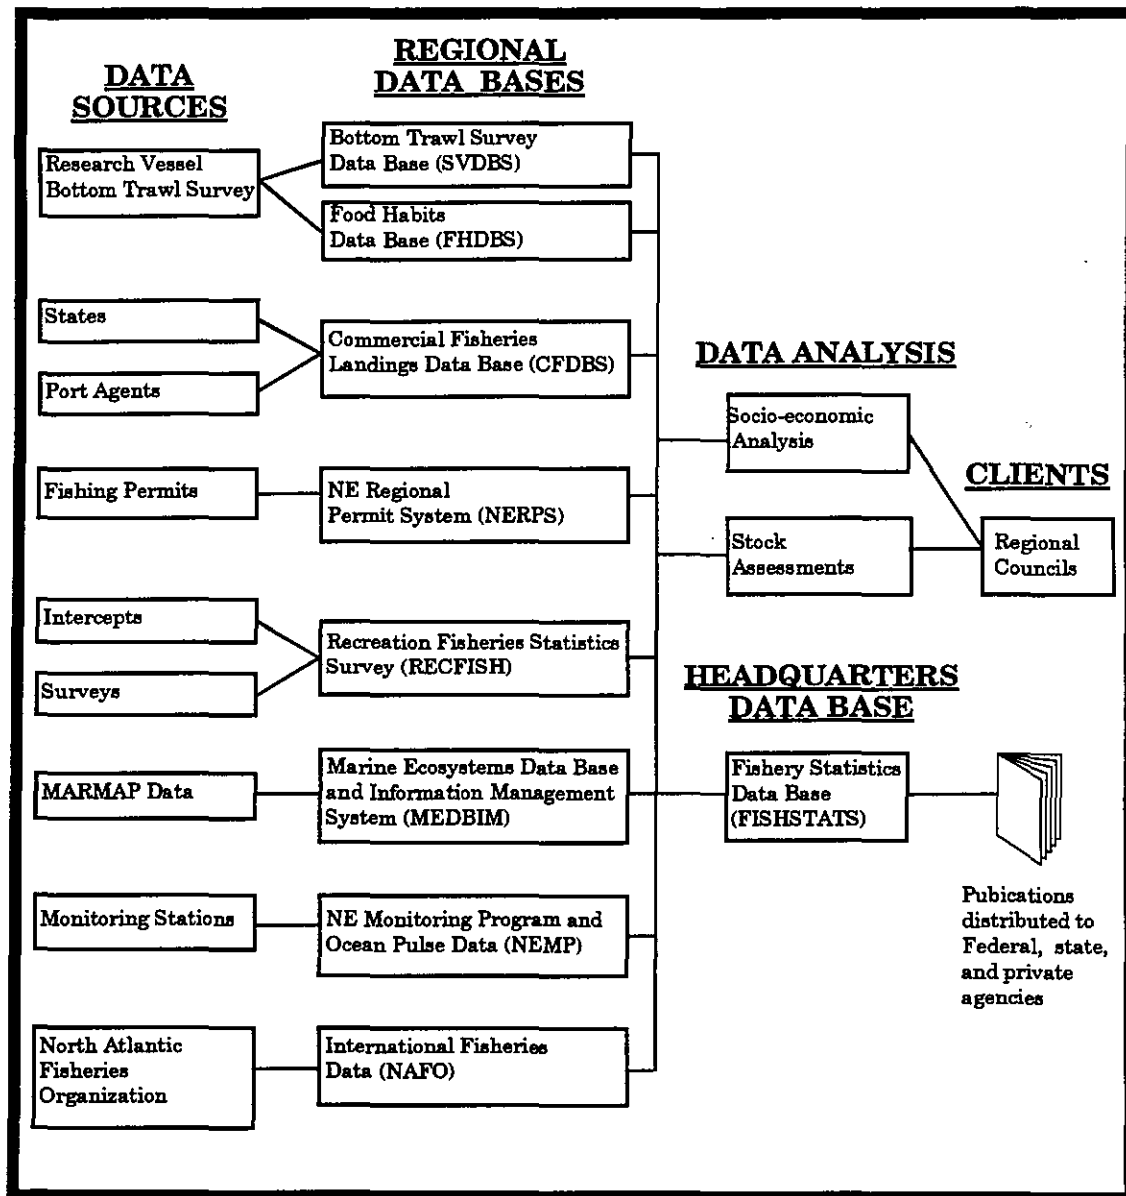 DATA
SOURCES
Research Vessel
Bottom Trawl Survey
States
Port Agents
Fishing Permits
Intercepts
Surveys
MARMAP Data
Monitoring Stations
North Atlantic
Fisheries
Organization
REGIONAL
DATA BASES
Bottom Trawl Survey
Data Base (SVDBS)
Food Habits
Data Base (FHDBS)
Commercial Fisheries
Landings Data Base (CFDBS)
NE Regional
Permit System (NERPS)
Recreation Fisheries Statistics
Survey (RECFISH)
Marine Ecosystems Data Base
and Information Management
System (MEDBIM)
NE Monitoring Program and
Ocean Pulse Data (NEMP)
International Fisheries
Data (NAFO)
DATA ANALYSIS
Socio-economic
Analysis
Stock
Assessments
HEADQUARTERS
DATA BASE
Fishery Statistics
Data Base
(FISHSTATS)
CLIENTS
Regional
Councils
Pubications
distributed to
Federal, state,
and private
agencies